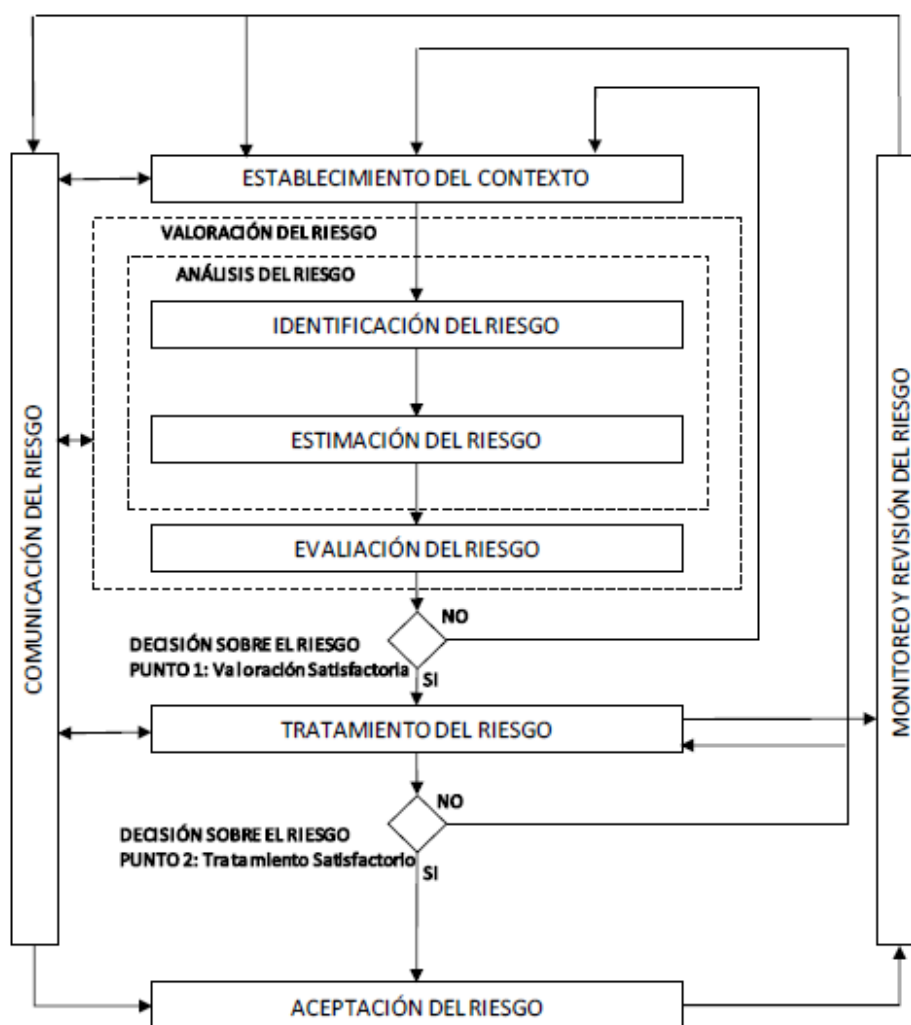 ESTABLECIMIENTO DEL CONTEXTO
VALORACIÓN DEL RIESGO
ANÁLISIS DEL RIESGO
IDENTIFICACIÓN DEL RIESGO
ESTIMACIÓN DEL RIESGO
EVALIACIÓN DEL RIESGO
NO
DECISIÓN SOBRE EL RIESGO
PUNTO 1: Valoración Satisfactoria
SI
TRATAMIENTO DEL RIESGO
NO
DECISIÓN SOBRE EL RIESGO
PUNTO 2: Tratamiento Satisfactorio
SI
ACEPTACIÓN DEL RIESGO
COMUNICACIÓN DEL RIESGO
MONITOREO Y REVISIÓN DEL RIESGO